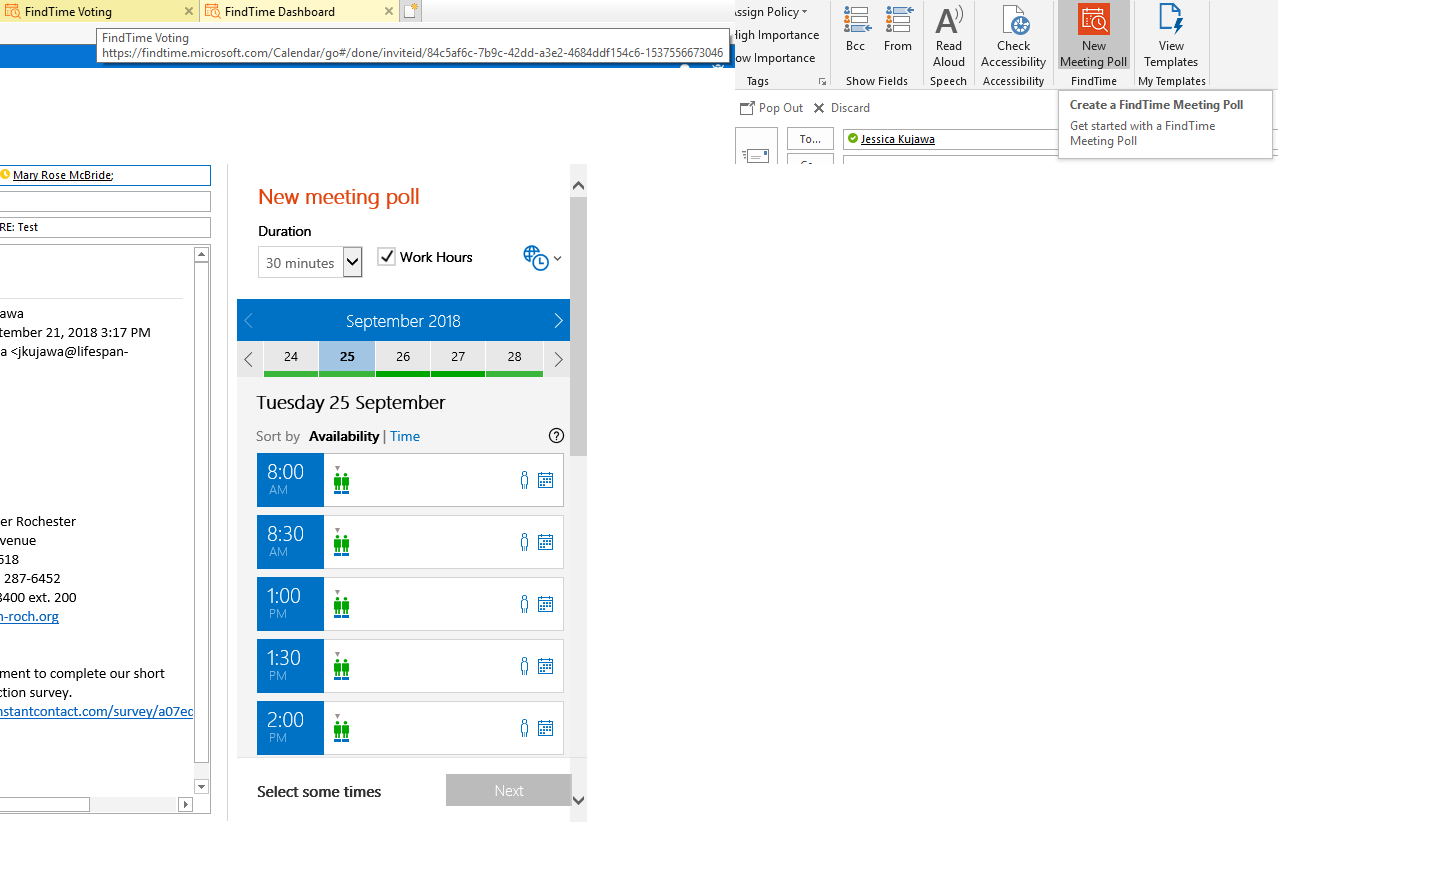 FindTime Voting
FindTime Dashboard
FindTime Voting
https://findtime.microsoft.com/Calendar/go#/done/inviteid/84c5af6c-7b9c-42dd-a3e2-4684ddf154c6-1537556673046
Assign Policy
High Importance
Low Importance
Tags
Bcc
From
Show Fields
Read
Aloud
Speech
Check
Accessibility
Accessibility
New
Meeting Poll
FindTime
View
Templates
My Templates
Pop Out
Discard
Create a FindTime Meeting Poll
Get started with a FindTime
Meeting Poll
To...
Jessica Kujawa
Mary Rose McBride;
RE: Test
awa
tember 21, 2018 3:17 PM
a <jkujawa@lifespan-
er Rochester
venue
618
287-6452
3400 ext. 200
n-roch.org
ment to complete our short
ction survey.
nstantcontact.com/survey/a07ec
New meeting poll
Duration
30 minutes
Work Hours
September 2018
24
25
26
27
28
Tuesday 25 September
Sort by Availability | Time
8:00
AM
8:30
AM
1:00
PM
1:30
PM
2:00
PM
Select some times
Next